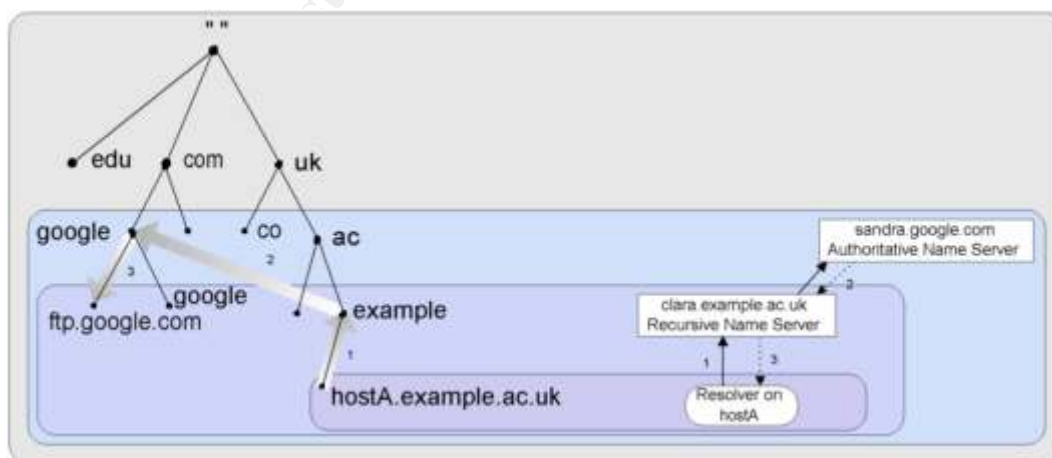 " "
edu com uk
google co ac
sandra.google.com
Authoritative Name Server
3 2 2
google
ftp.google.com
example
clara.example.ac.uk
Recursive Name Server
1 1 3
hostA.example.ac.uk
Resolver on
hostA